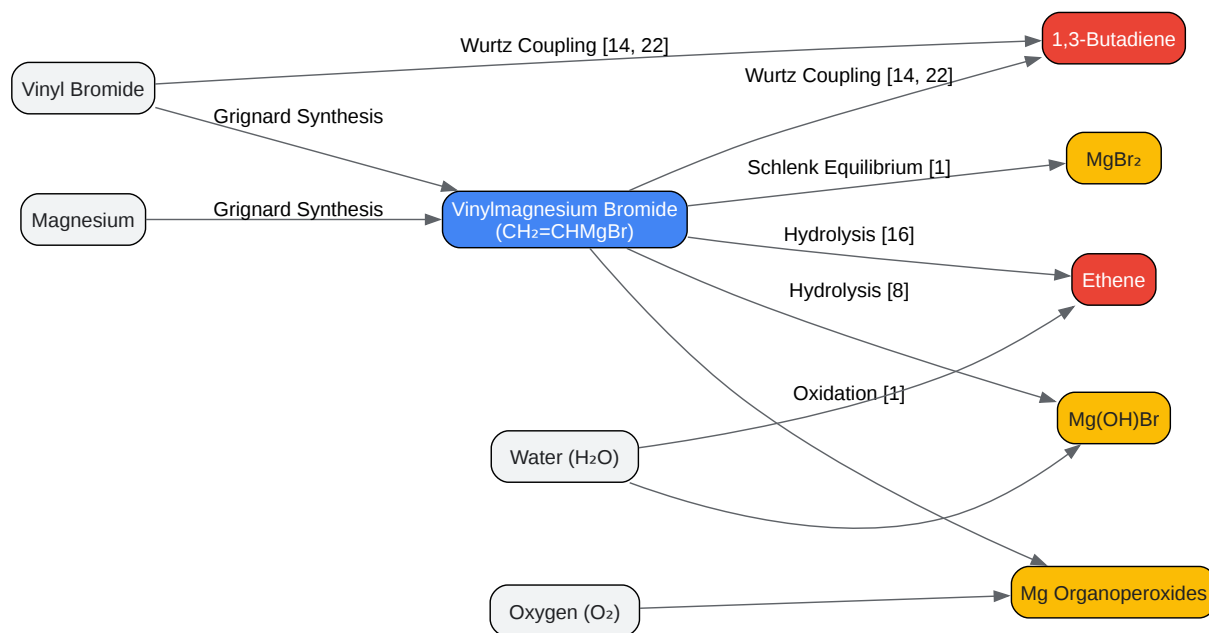 Wurtz Coupling [14, 22]
1,3-Butadiene
Vinyl Bromide
Wurtz Coupling [14, 22]
Grignard Synthesis
MgBr₂
Schlenk Equilibrium [1]
Magnesium
Grignard Synthesis
Vinylmagnesium Bromide
(CH₂=CHMgBr)
Hydrolysis [16]
Ethene
Hydrolysis [8]
Oxidation [1]
Mg(OH)Br
Water (H₂O)
Mg Organoperoxides
Oxygen (O₂)